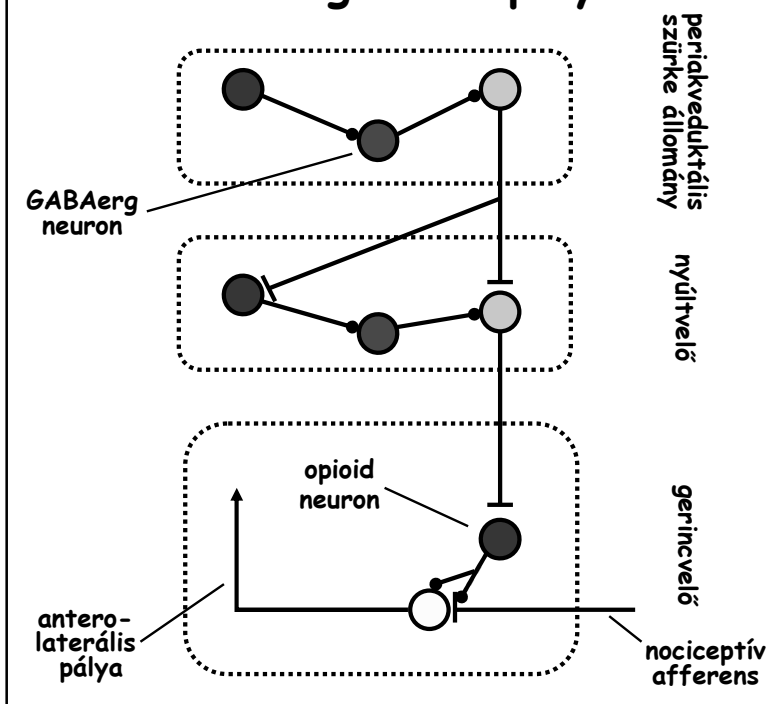 periakveduktális
szürke állomány
GABAerg
neuron
nyúltvelő
opioid
neuron
gerincvelő
antero-
laterális
pálya
nociceptív
afferens